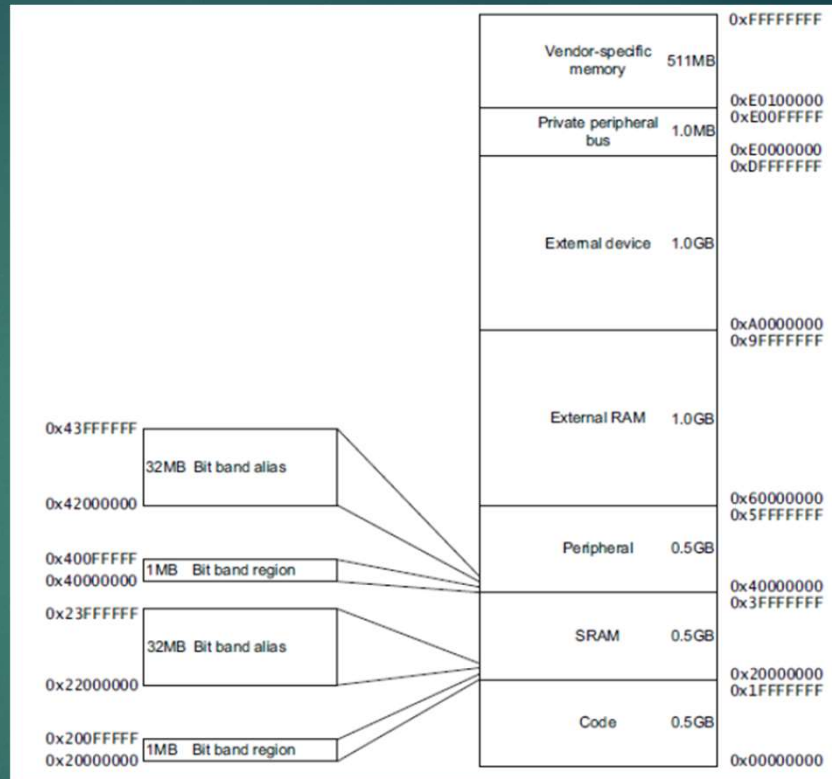 0xFFFFFFFF
Vendor-specific
memory 511MB
0xE0100000
0xE00FFFFF
Private peripheral
bus 1.0MB
0xE0000000
0xDFFFFFFF
External device 1.0GB
0xA0000000
0x9FFFFFFF
External RAM 1.0GB
0x60000000
0x5FFFFFFF
Peripheral 0.5GB
0x40000000
0x3FFFFFFF
SRAM 0.5GB
0x20000000
0x1FFFFFFF
Code 0.5GB
0x00000000
0x43FFFFFF
32MB Bit band alias
0x42000000
0x400FFFFF
1MB Bit band region
0x40000000
0x23FFFFFF
32MB Bit band alias
0x22000000
0x200FFFFF
1MB Bit band region
0x20000000